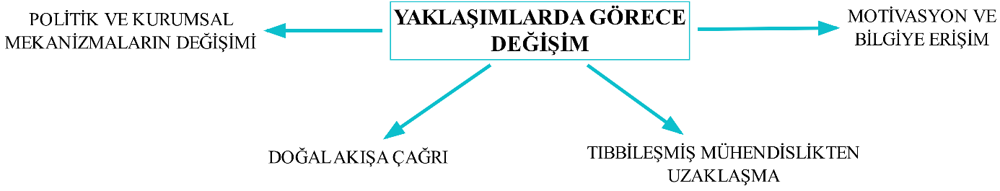 POLİTİK VE KURUMSAL
MEKANİZMALARIN DEĞİŞİMİ
YAKLAŞIMLARDA GÖRECE
DEĞİŞİM
MOTİVASYON VE
BİLGİYE ERİŞİM
DOĞAL AKIŞA ÇAĞRI
TIBBİLEŞMİŞ MÜHENDİSLİKTEN
UZAKLAŞMA